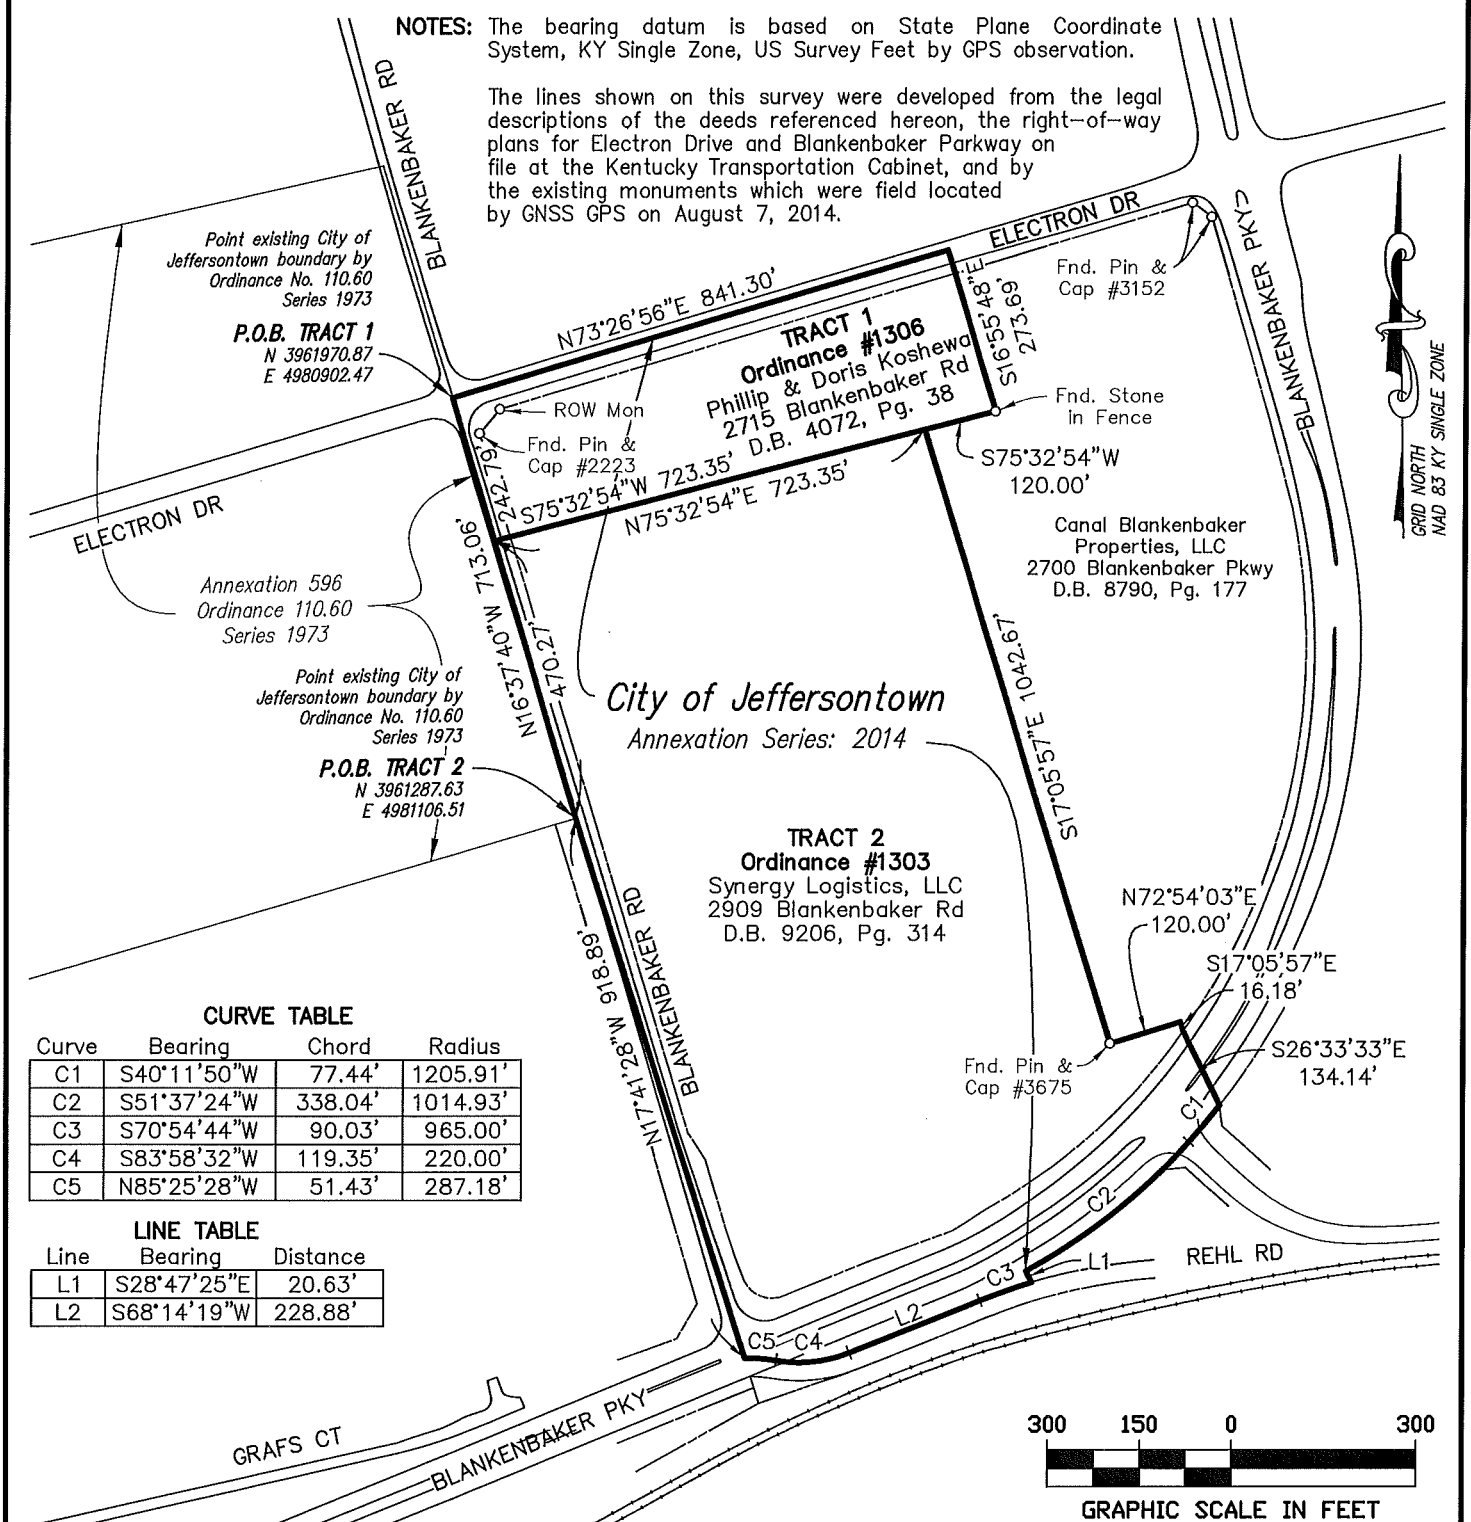 NOTES: The bearing datum is based on State Plane Coordinate
System, KY Single Zone, US Survey Feet by GPS observation.
The lines shown on this survey were developed from the legal
descriptions of the deeds referenced hereon, the right-of-way
plans for Electron Drive and Blankenbaker Parkway on
file at the Kentucky Transportation Cabinet, and by
the existing monuments which were field located
by GNSS GPS on August 7, 2014.
BLANKENBAKER RD
Point existing City of
Jeffersontown boundary by
Ordinance No. 110.60
Series 1973
P.O.B. TRACT 1
N 3961970.87
E 4980902.47
ELECTRON DR
BLANKENBAKER PKY
Fnd. Pin &
Cap #3152
N73°26'56"E 841.30'
S16°55'48"E
273.69'
TRACT 1
Ordinance #1306
Phillip & Doris Koshewa
2715 Blankenbaker Rd
D.B. 4072, Pg. 38
BLANKENBAKER PKY
GRID NORTH
NAD 83 KY SINGLE ZONE
ROW Mon
Fnd. Pin &
Cap #2223
Fnd. Stone
in Fence
242.79'
S75°32'54"W 723.35'
N75°32'54"E 723.35'
S75°32'54"W
120.00'
ELECTRON DR
Canal Blankenbaker
Properties, LLC
2700 Blankenbaker Pkwy
D.B. 8790, Pg. 177
Annexation 596
Ordinance 110.60
Series 1973
N16°37'40"W 713.06'
470.27'
S17°05'57"E 1042.67'
Point existing City of
Jeffersontown boundary by
Ordinance No. 110.60
Series 1973
P.O.B. TRACT 2
N 3961287.63
E 4981106.51
City of Jeffersontown
Annexation Series: 2014
TRACT 2
Ordinance #1303
Synergy Logistics, LLC
2909 Blankenbaker Rd
D.B. 9206, Pg. 314
N17°41'28"W 918.89'
BLANKENBAKER RD
N72°54'03"E
120.00'
S17°05'57"E
16.18'
S26°33'33"E
134.14'
Fnd. Pin &
Cap #3675
CURVE TABLE
Curve Bearing Chord Radius
C1 S40°11'50"W 77.44' 1205.91'
C2 S51°37'24"W 338.04' 1014.93'
C3 S70°54'44"W 90.03' 965.00'
C4 S83°58'32"W 119.35' 220.00'
C5 N85°25'28"W 51.43' 287.18'
LINE TABLE
Line Bearing Distance
L1 S28°47'25"E 20.63'
L2 S68°14'19"W 228.88'
C1
C2
C3
L1
L2
C4
C5
REHL RD
GRAFS CT
BLANKENBAKER PKY
300 150 0 300
GRAPHIC SCALE IN FEET